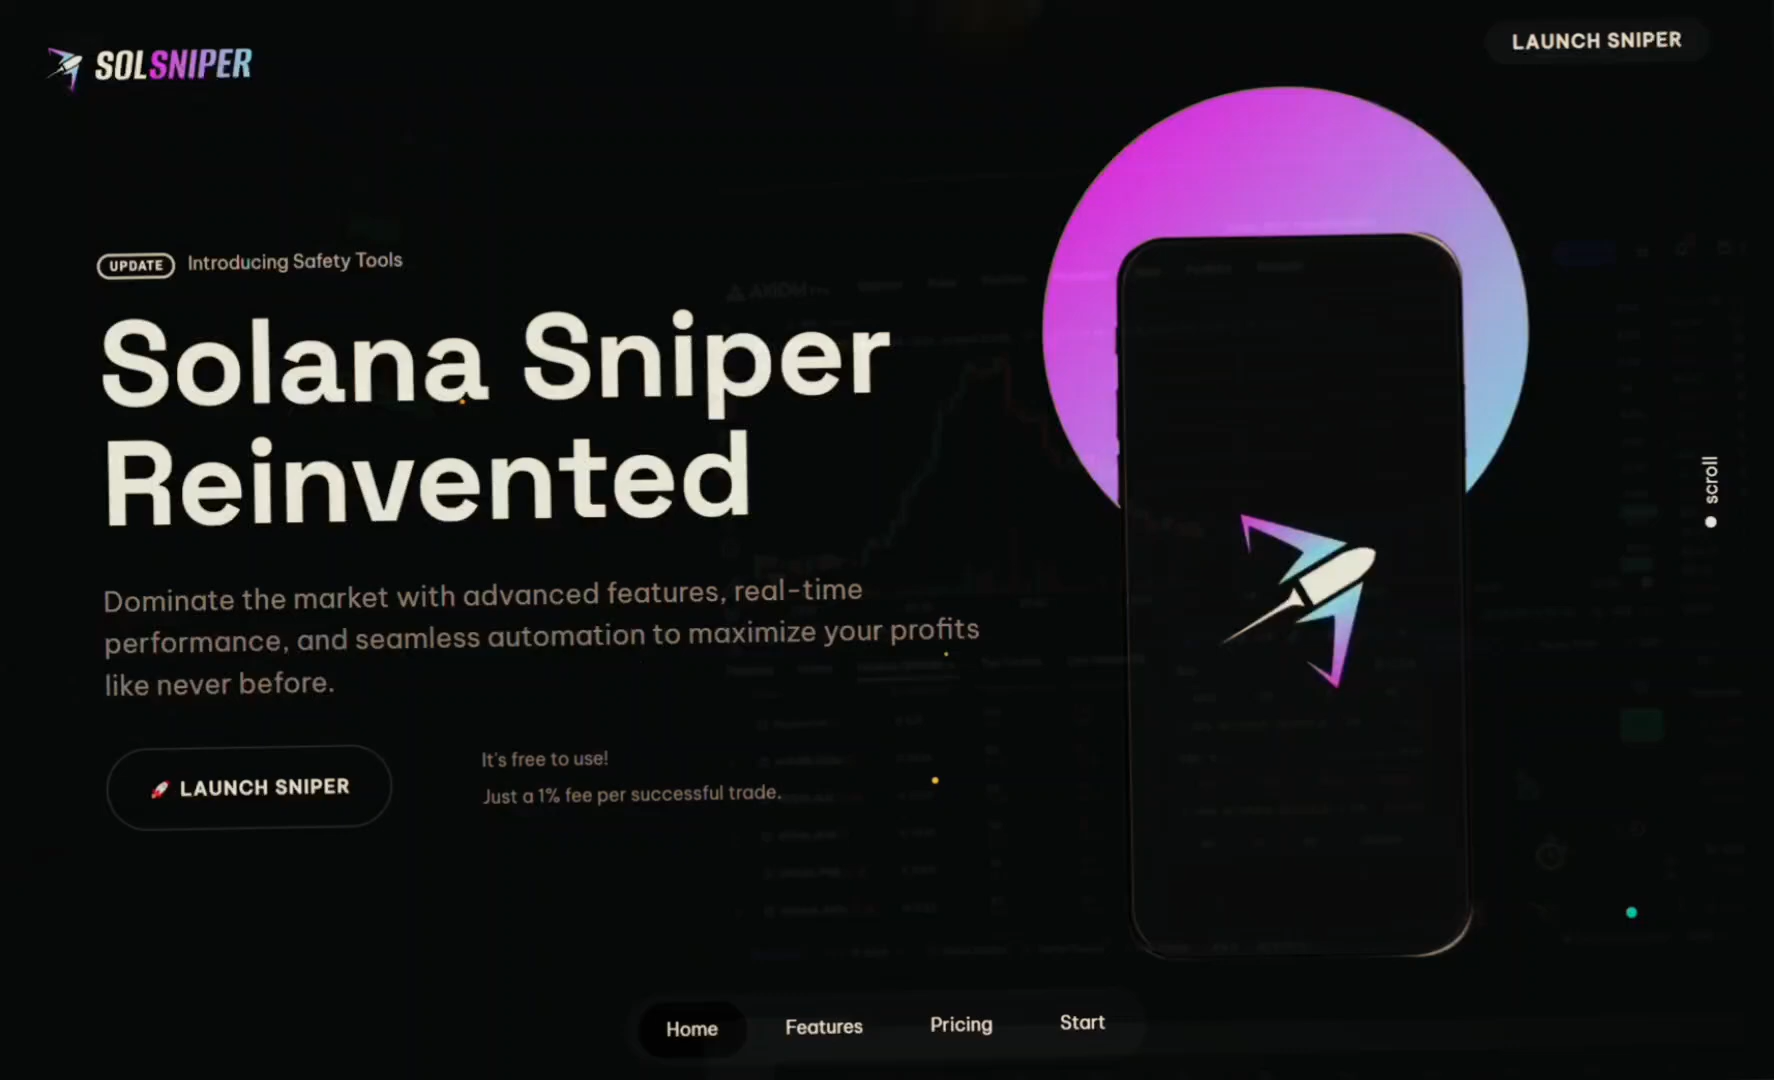 SOLSNIPER
LAUNCH SNIPER
UPDATE Introducing Safety Tools
Solana Sniper
Reinvented
Dominate the market with advanced features, real-time
performance, and seamless automation to maximize your profits
like never before.
🚀 LAUNCH SNIPER
It's free to use!
Just a 1% fee per successful trade.
scroll
Home Features Pricing Start